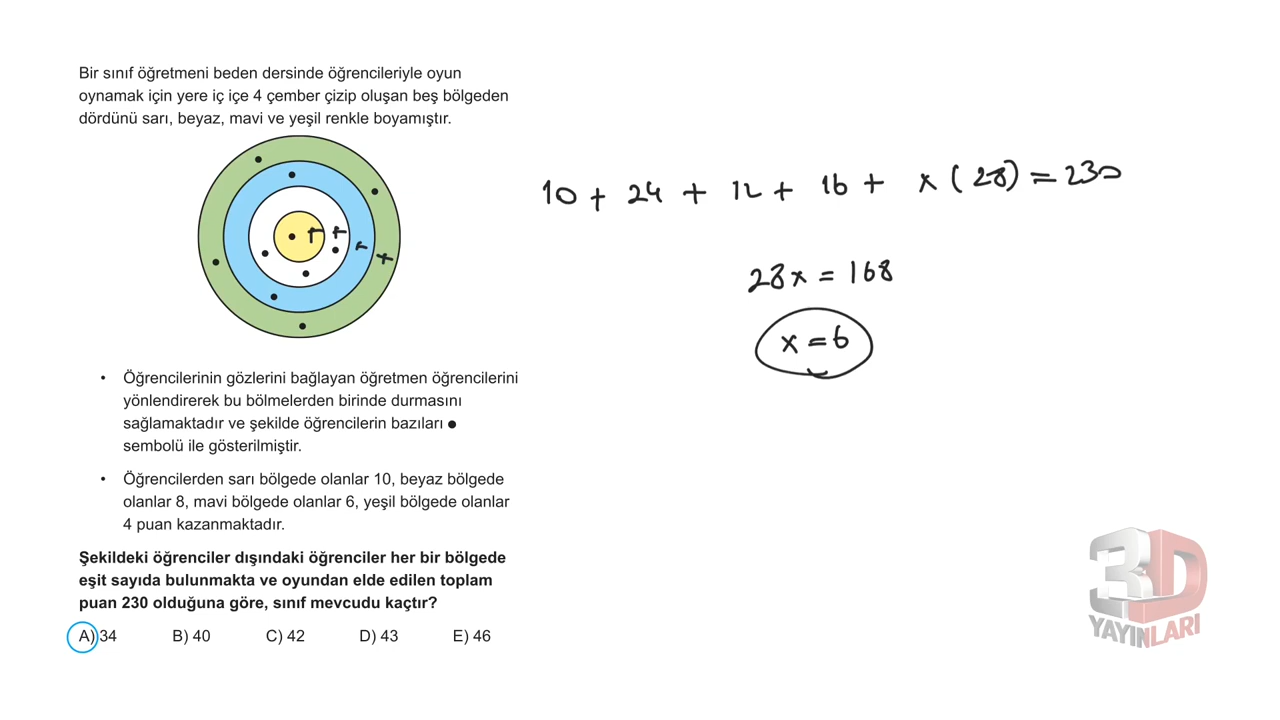 Bir sınıf öğretmeni beden dersinde öğrencileriyle oyun
oynamak için yere iç içe 4 çember çizip oluşan beş bölgeden
dördünü sarı, beyaz, mavi ve yeşil renkle boyamıştır.
10 + 24 + 12 + 16 + x (28) = 230
28x = 168
x = 6
• Öğrencilerinin gözlerini bağlayan öğretmen öğrencilerini
yönlendirerek bu bölmelerden birinde durmasını
sağlamaktadır ve şekilde öğrencilerin bazıları ●
sembolü ile gösterilmiştir.
• Öğrencilerden sarı bölgede olanlar 10, beyaz bölgede
olanlar 8, mavi bölgede olanlar 6, yeşil bölgede olanlar
4 puan kazanmaktadır.
Şekildeki öğrenciler dışındaki öğrenciler her bir bölgede
eşit sayıda bulunmakta ve oyundan elde edilen toplam
puan 230 olduğuna göre, sınıf mevcudu kaçtır?
A) 34 B) 40 C) 42 D) 43 E) 46
3D
YAYINLARI